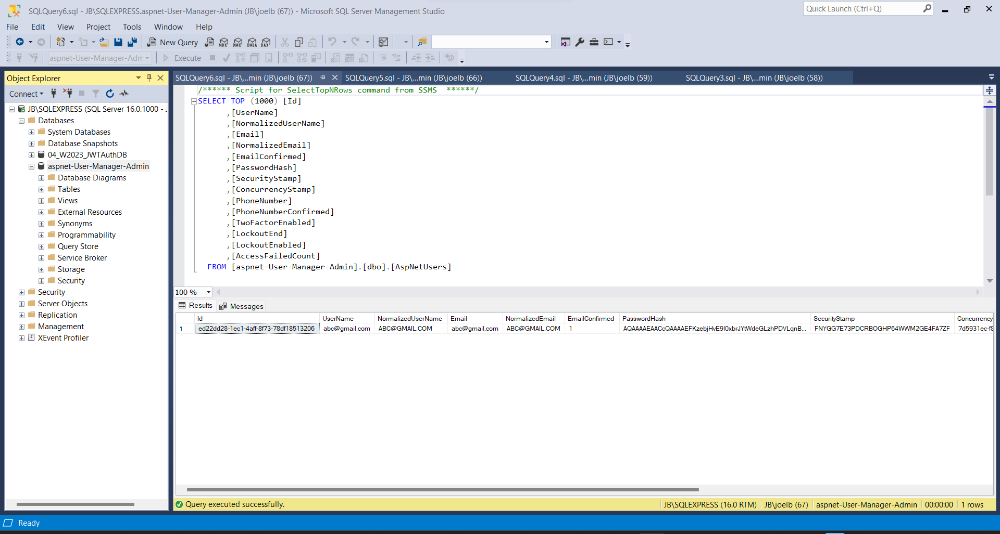 SQLQuery6.sql - JB\SQLEXPRESS.aspnet-User-Manager-Admin (JB\joelb (67)) - Microsoft SQL Server Management Studio
Quick Launch (Ctrl+Q)
File Edit View Project Tools Window Help
New Query MDX DMX XMLA DAX
aspnet-User-Manager-Adm Execute
Object Explorer
Connect
JB\SQLEXPRESS (SQL Server 16.0.1000 - J
Databases
System Databases
Database Snapshots
04_W2023_JWTAuthDB
aspnet-User-Manager-Admin
Database Diagrams
Tables
Views
External Resources
Synonyms
Programmability
Query Store
Service Broker
Storage
Security
Security
Server Objects
Replication
Management
XEvent Profiler
SQLQuery6.sql - JB\...min (JB\joelb (67)) SQLQuery5.sql - JB\...min (JB\joelb (66)) SQLQuery4.sql - JB\...min (JB\joelb (59)) SQLQuery3.sql - JB\...min (JB\joelb (58))
/****** Script for SelectTopNRows command from SSMS ******/
SELECT TOP (1000) [Id]
,[UserName]
,[NormalizedUserName]
,[Email]
,[NormalizedEmail]
,[EmailConfirmed]
,[PasswordHash]
,[SecurityStamp]
,[ConcurrencyStamp]
,[PhoneNumber]
,[PhoneNumberConfirmed]
,[TwoFactorEnabled]
,[LockoutEnd]
,[LockoutEnabled]
,[AccessFailedCount]
FROM [aspnet-User-Manager-Admin].[dbo].[AspNetUsers]
100 %
Results Messages
Id UserName NormalizedUserName Email NormalizedEmail EmailConfirmed PasswordHash SecurityStamp Concurrency
1 ed22dd28-1ec1-4aff-8f73-78df18513206 abc@gmail.com ABC@GMAIL.COM abc@gmail.com ABC@GMAIL.COM 1 AQAAAAEAACcQAAAAEFKzebjHvE9I0xbrJYtWdeGLzhPDVLqnB... FNYGG7E73PDCRBOGHP64WWM2GE4FA7ZF 7d5931ec-f8
Query executed successfully. JB\SQLEXPRESS (16.0 RTM) JB\joelb (67) aspnet-User-Manager-Admin 00:00:00 1 rows
Ready